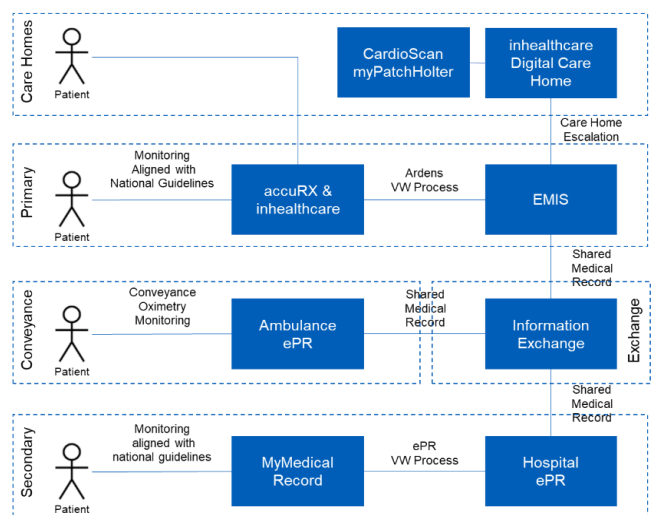 Care Homes
Patient
CardioScan
myPatchHolter
inhealthcare
Digital Care
Home
Care Home
Escalation
Primary
Patient
Monitoring
Aligned with
National Guidelines
accuRX &
inhealthcare
Ardens
VW Process
EMIS
Shared
Medical
Record
Conveyance
Patient
Conveyance
Oximetry
Monitoring
Ambulance
ePR
Shared
Medical
Record
Information
Exchange
Exchange
Shared
Medical
Record
Secondary
Patient
Monitoring
aligned with
national guidelines
MyMedical
Record
ePR
VW Process
Hospital
ePR